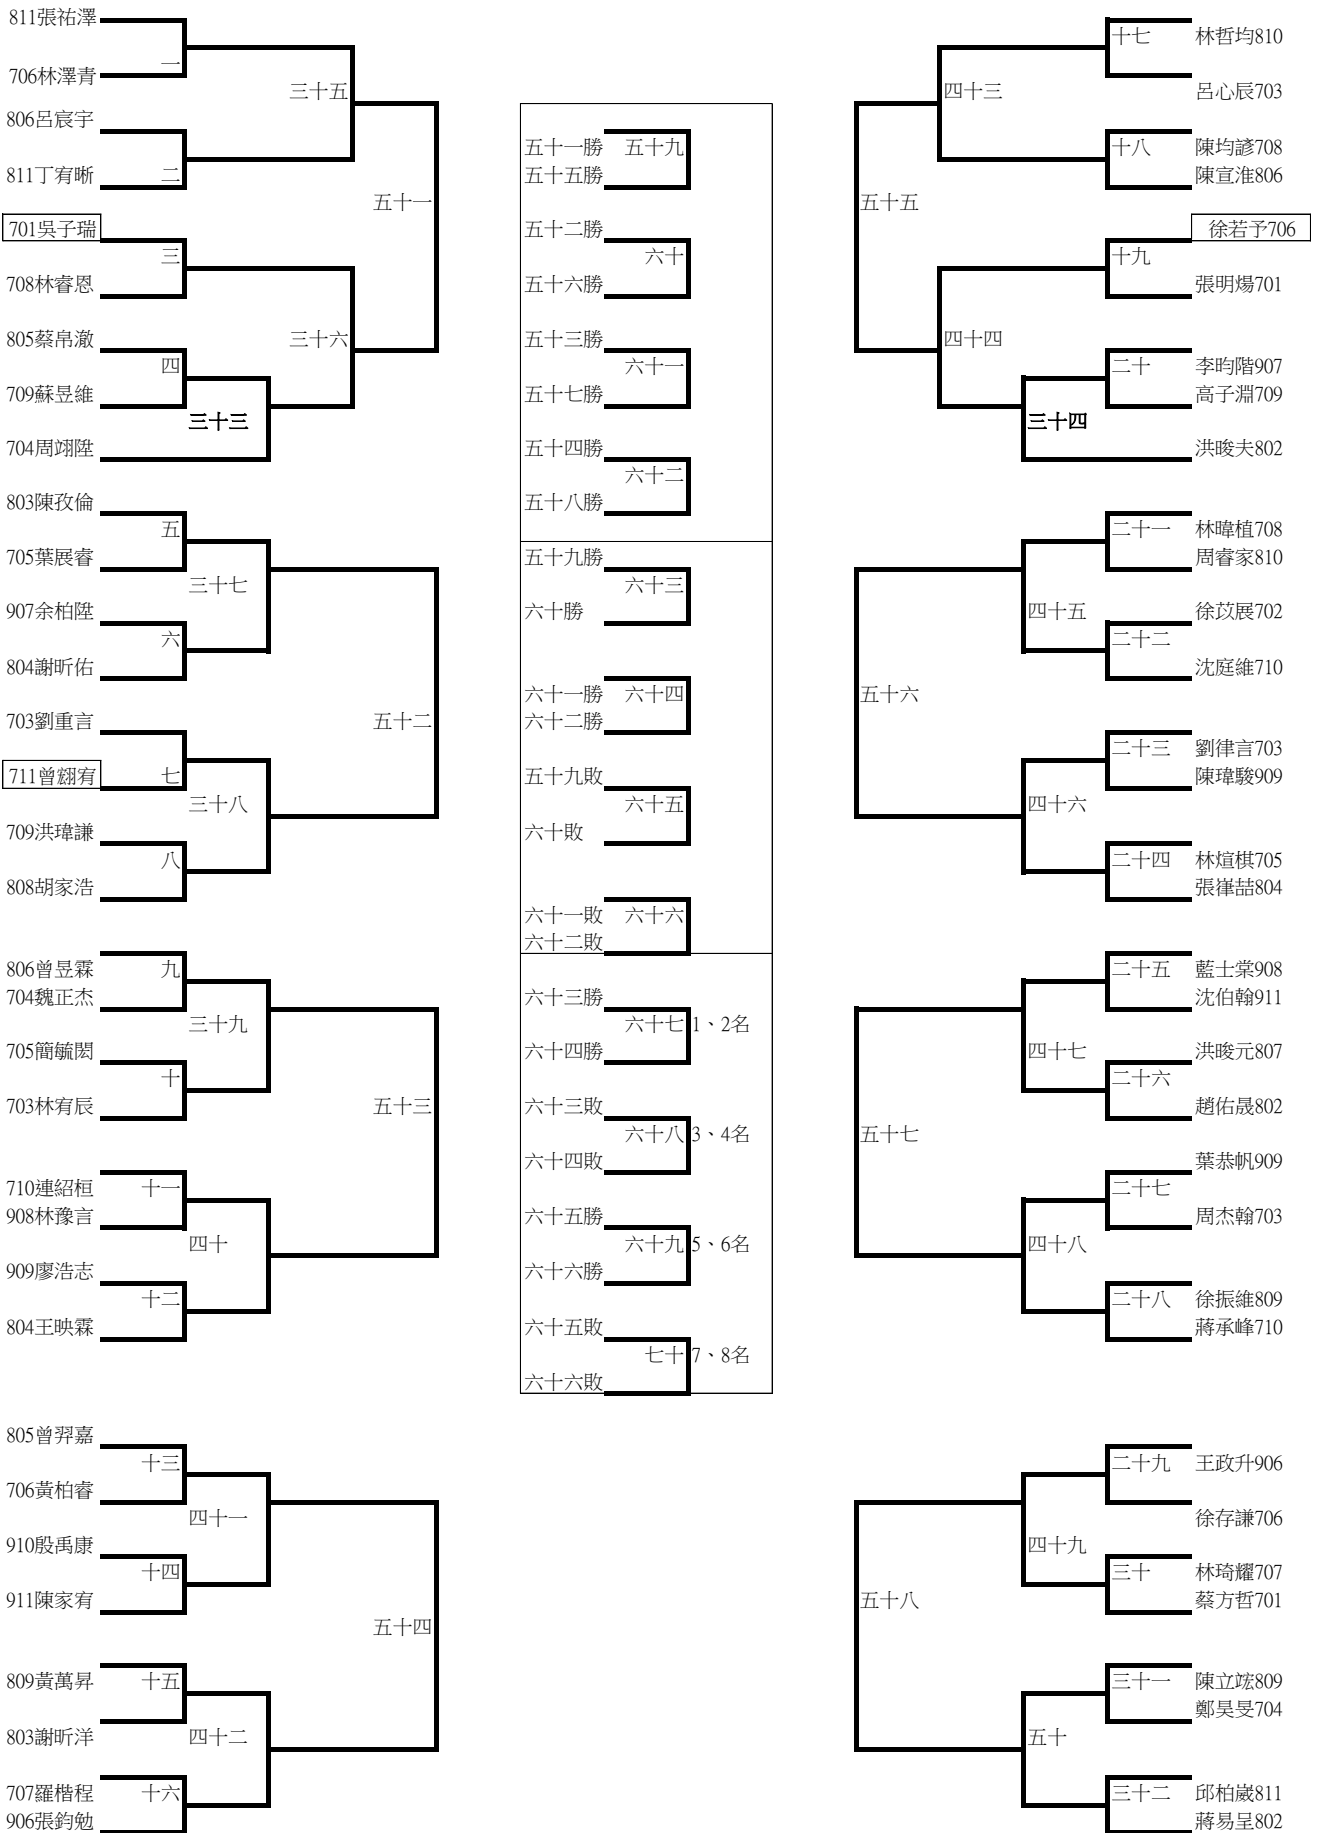 811張祐澤
一
706林澤青
三十五
806呂宸宇
811丁宥晰
二
五十一
701吳子瑞
三
708林睿恩
805蔡帛澈
三十六
四
709蘇昱維
三十三
704周翊陞
803陳孜倫
五
705葉展睿
三十七
907余柏陞
六
804謝昕佑
703劉重言
五十二
711曾翃宥
七
三十八
709洪瑋謙
八
808胡家浩
806曾昱霖
九
704魏正杰
三十九
705簡毓閎
十
703林宥辰
五十三
710連紹桓
十一
908林豫言
四十
909廖浩志
十二
804王映霖
805曾羿嘉
十三
706黃柏睿
四十一
910殷禹康
十四
911陳家宥
五十四
809黃萬昇
十五
803謝昕洋
四十二
707羅楷程
十六
906張鈞勉
五十一勝 五十九
五十五勝
五十二勝
六十
五十六勝
五十三勝
六十一
五十七勝
五十四勝
六十二
五十八勝
五十九勝
六十三
六十勝
六十一勝 六十四
六十二勝
五十九敗
六十五
六十敗
六十一敗 六十六
六十二敗
六十三勝
六十七 1、2名
六十四勝
六十三敗
六十八 3、4名
六十四敗
六十五勝
六十九 5、6名
六十六勝
六十五敗
七十 7、8名
六十六敗
十七 林哲均810
四十三
呂心辰703
十八 陳均諺708
陳宣淮806
五十五
徐若予706
十九
張明煬701
四十四
二十 李昀階907
高子淵709
三十四
洪晙夫802
二十一 林暐植708
周睿家810
四十五
徐苡展702
二十二
沈庭維710
五十六
二十三 劉律言703
陳瑋駿909
四十六
二十四 林煊棋705
張嵂喆804
二十五 藍士棠908
沈伯翰911
四十七
洪晙元807
二十六
趙佑晟802
五十七
葉恭帆909
二十七
周杰翰703
四十八
二十八 徐振維809
蔣承峰710
二十九 王政升906
徐存謙706
四十九
三十 林琦耀707
蔡方哲701
五十八
三十一 陳立竤809
鄭昊旻704
五十
三十二 邱柏崴811
蔣易呈802